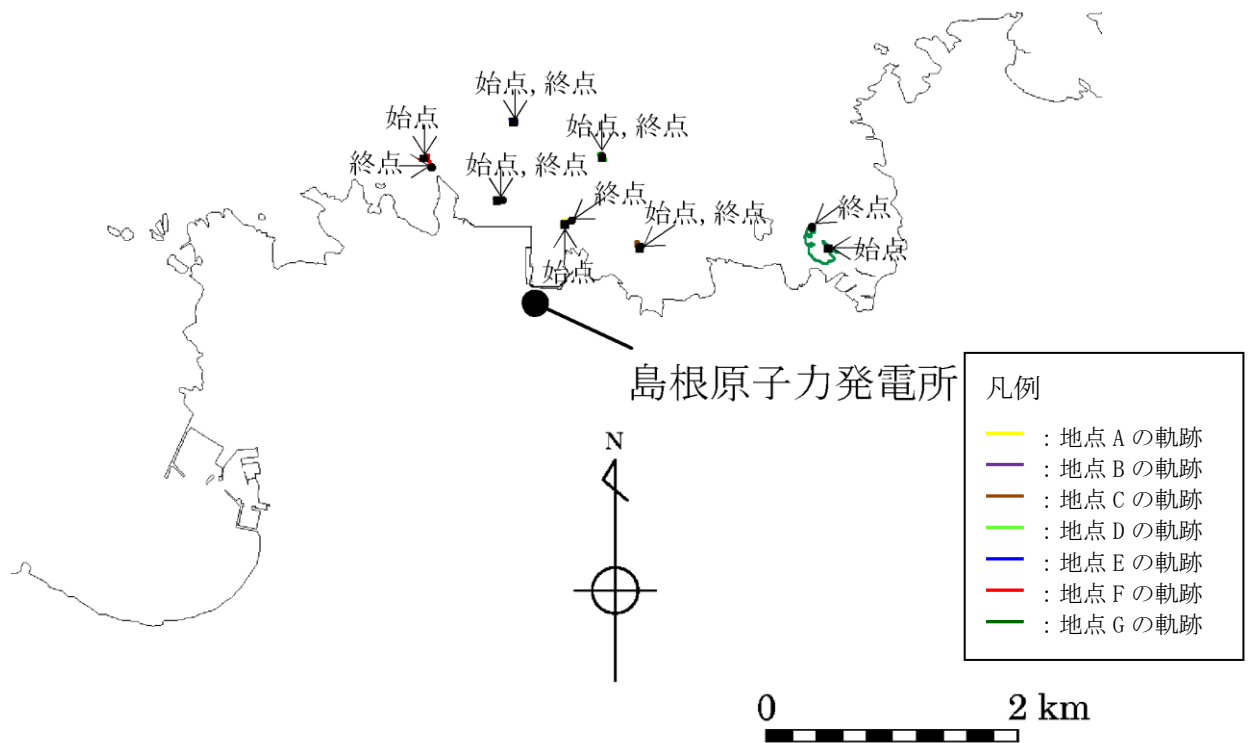 始点, 終点
始点
始点, 終点
終点
始点, 終点
終点
始点, 終点
終点
始点
始点
島根原子力発電所
凡例
：地点 A の軌跡
：地点 B の軌跡
：地点 C の軌跡
：地点 D の軌跡
：地点 E の軌跡
：地点 F の軌跡
：地点 G の軌跡
N
0 2 km